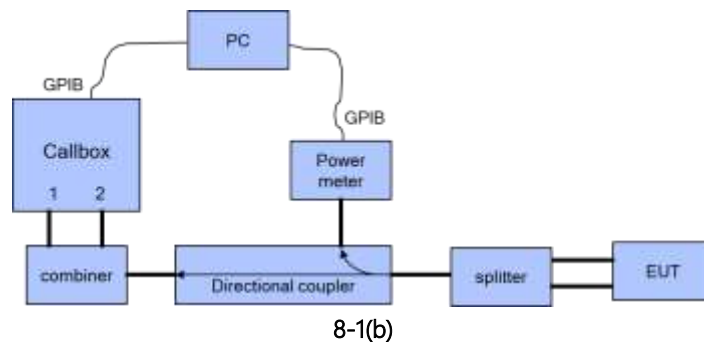 PC
GPIB
GPIB
Callbox
1 2
Power
meter
combiner
Directional coupler
splitter
EUT
8-1(b)